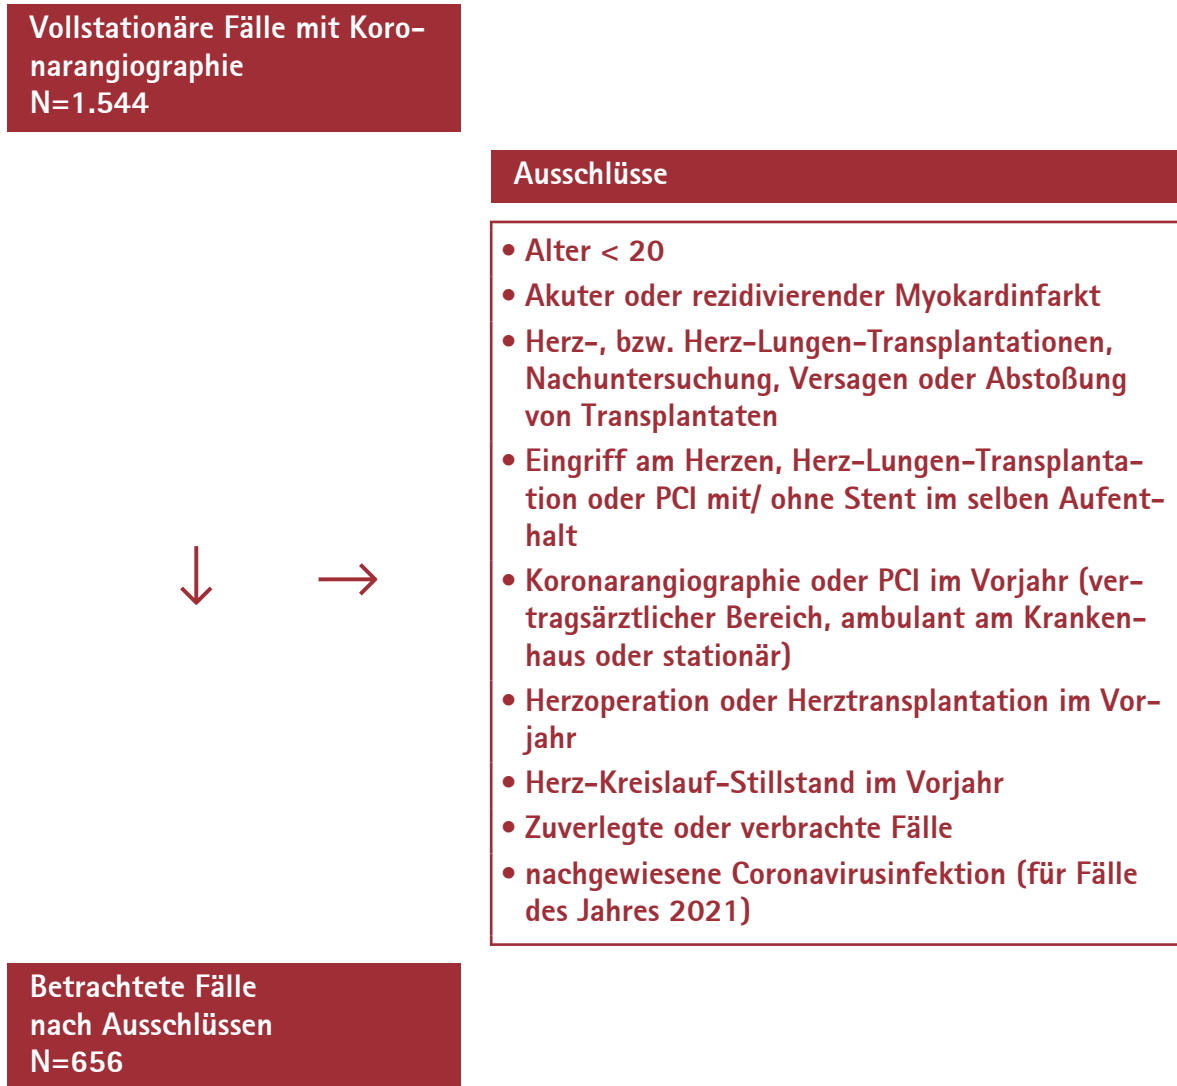 Vollstationäre Fälle mit Koro-
narangiographie
N=1.544
Ausschlüsse
• Alter < 20
• Akuter oder rezidivierender Myokardinfarkt
• Herz-, bzw. Herz-Lungen-Transplantationen,
Nachuntersuchung, Versagen oder Abstoßung
von Transplantaten
• Eingriff am Herzen, Herz-Lungen-Transplanta-
tion oder PCI mit/ ohne Stent im selben Aufent-
halt
• Koronarangiographie oder PCI im Vorjahr (ver-
tragsärztlicher Bereich, ambulant am Kranken-
haus oder stationär)
• Herzoperation oder Herztransplantation im Vor-
jahr
• Herz-Kreislauf-Stillstand im Vorjahr
• Zuverlegte oder verbrachte Fälle
• nachgewiesene Coronavirusinfektion (für Fälle
des Jahres 2021)
Betrachtete Fälle
nach Ausschlüssen
N=656